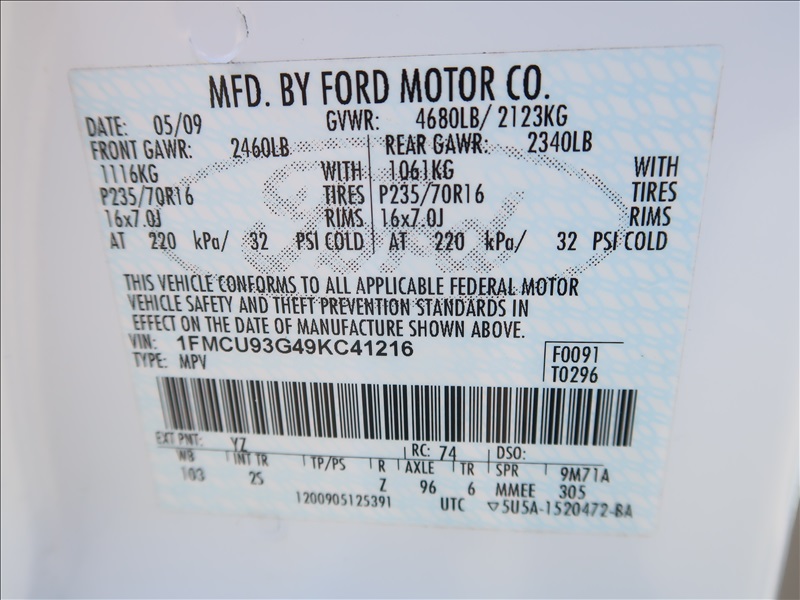 MFD. BY FORD MOTOR CO.
DATE: 05/09 GVWR: 4680LB/ 2123KG
FRONT GAWR: 2460LB REAR GAWR: 2340LB
1116KG WITH 1061KG WITH
P235/70R16 TIRES P235/70R16 TIRES
16x7.0J RIMS 16x7.0J RIMS
AT 220 kPa/ 32 PSI COLD AT 220 kPa/ 32 PSI COLD
Ford
THIS VEHICLE CONFORMS TO ALL APPLICABLE FEDERAL MOTOR
VEHICLE SAFETY AND THEFT PREVENTION STANDARDS IN
EFFECT ON THE DATE OF MANUFACTURE SHOWN ABOVE.
VIN: 1FMCU93G49KC41216 F0091
TYPE: MPV T0296
EXT PNT: YZ RC: 74 DSO:
WB INT TR TP/PS R AXLE TR SPR 9M71A
103 2S Z 96 6 MMEE 305
1200905125391 UTC ▽5U5A-1520472-BA